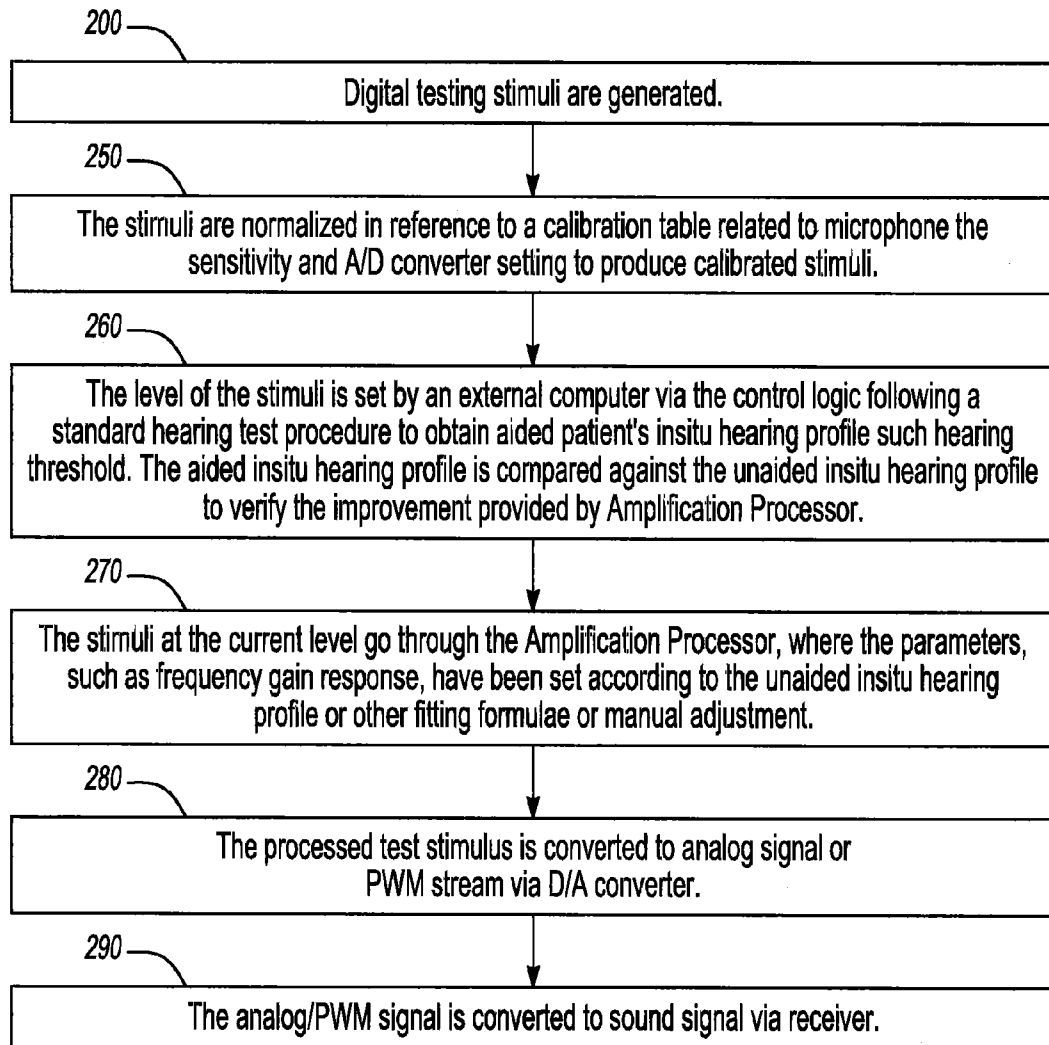 200
Digital testing stimuli are generated.
250
The stimuli are normalized in reference to a calibration table related to microphone the
sensitivity and A/D converter setting to produce calibrated stimuli.
260
The level of the stimuli is set by an external computer via the control logic following a
standard hearing test procedure to obtain aided patient's insitu hearing profile such hearing
threshold. The aided insitu hearing profile is compared against the unaided insitu hearing profile
to verify the improvement provided by Amplification Processor.
270
The stimuli at the current level go through the Amplification Processor, where the parameters,
such as frequency gain response, have been set according to the unaided insitu hearing
profile or other fitting formulae or manual adjustment.
280
The processed test stimulus is converted to analog signal or
PWM stream via D/A converter.
290
The analog/PWM signal is converted to sound signal via receiver.